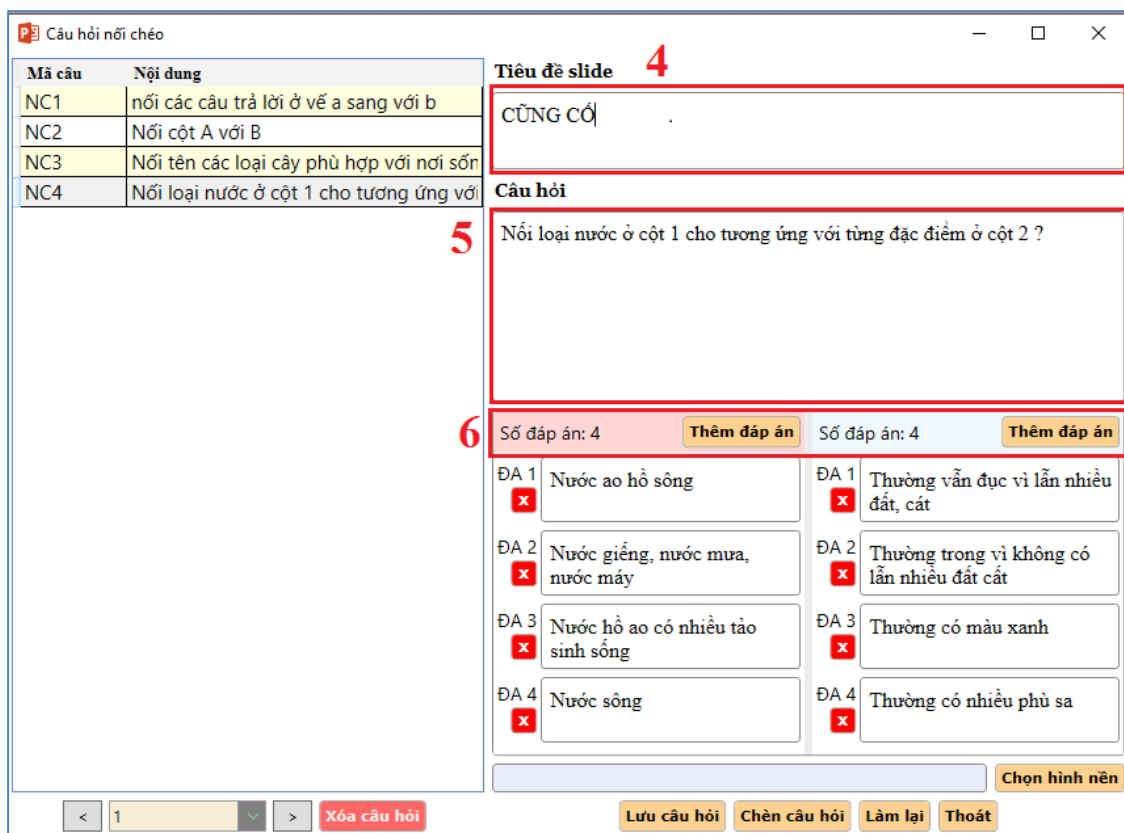 Câu hỏi nối chéo
Mã câu Nội dung
NC1 nối các câu trả lời ở vế a sang với b
NC2 Nối cột A với B
NC3 Nối tên các loại cây phù hợp với nơi sốn
NC4 Nối loại nước ở cột 1 cho tương ứng với
Tiêu đề slide 4
CŨNG CỐ .
Câu hỏi
5
Nối loại nước ở cột 1 cho tương ứng với từng đặc điểm ở cột 2 ?
6
Số đáp án: 4 Thêm đáp án Số đáp án: 4 Thêm đáp án
ĐA 1 Nước ao hồ sông
x
ĐA 1 Thường vẫn đục vì lẫn nhiều
x đất, cát
ĐA 2 Nước giếng, nước mưa,
x nước máy
ĐA 2 Thường trong vì không có
x lẫn nhiều đất cất
ĐA 3 Nước hồ ao có nhiều tảo
x sinh sống
ĐA 3 Thường có màu xanh
x
ĐA 4 Nước sông
x
ĐA 4 Thường có nhiều phù sa
x
Chọn hình nền
< 1 > Xóa câu hỏi
Lưu câu hỏi Chèn câu hỏi Làm lại Thoát